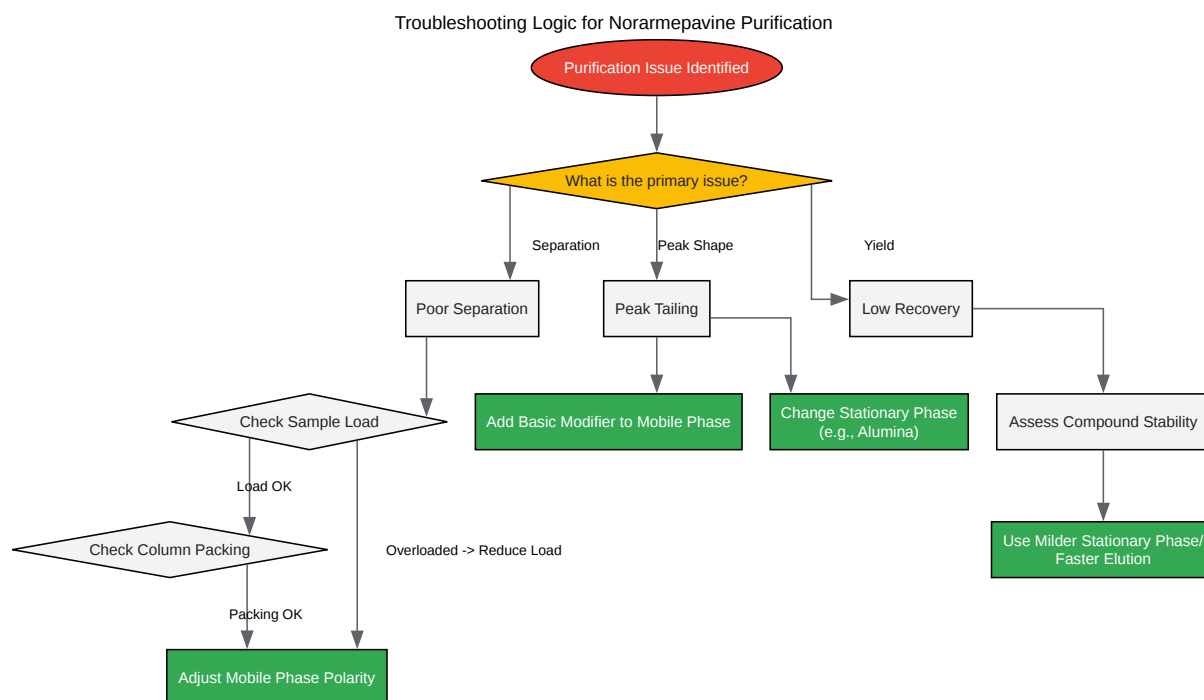 Troubleshooting Logic for Norarmepavine Purification
Purification Issue Identified
What is the primary issue?
Separation
Peak Shape
Yield
Poor Separation
Peak Tailing
Low Recovery
Check Sample Load
Add Basic Modifier to Mobile Phase
Change Stationary Phase
(e.g., Alumina)
Assess Compound Stability
Load OK
Check Column Packing
Overloaded -> Reduce Load
Use Milder Stationary Phase/
Faster Elution
Packing OK
Adjust Mobile Phase Polarity